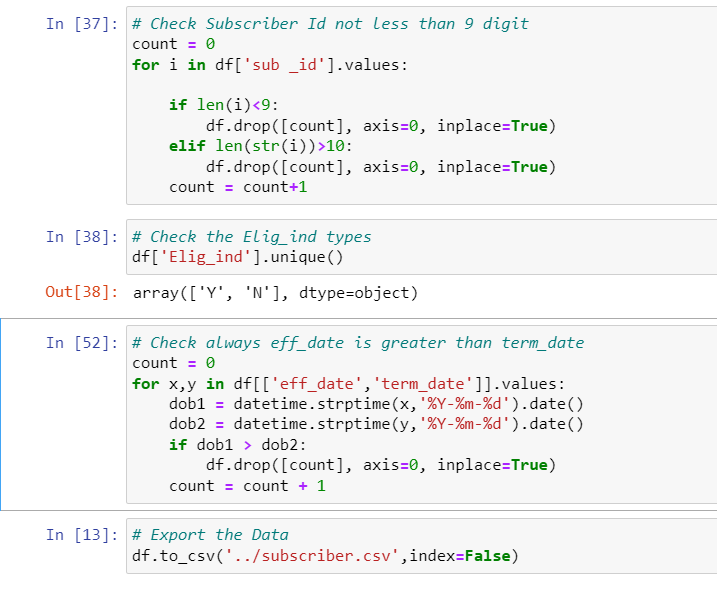 In [37]: # Check Subscriber Id not less than 9 digit
count = 0
for i in df['sub _id'].values:
if len(i)<9:
df.drop([count], axis=0, inplace=True)
elif len(str(i))>10:
df.drop([count], axis=0, inplace=True)
count = count+1
In [38]: # Check the Elig_ind types
df['Elig_ind'].unique()
Out[38]: array(['Y', 'N'], dtype=object)
In [52]: # Check always eff_date is greater than term_date
count = 0
for x,y in df[['eff_date','term_date']].values:
dob1 = datetime.strptime(x,'%Y-%m-%d').date()
dob2 = datetime.strptime(y,'%Y-%m-%d').date()
if dob1 > dob2:
df.drop([count], axis=0, inplace=True)
count = count + 1
In [13]: # Export the Data
df.to_csv('../subscriber.csv',index=False)